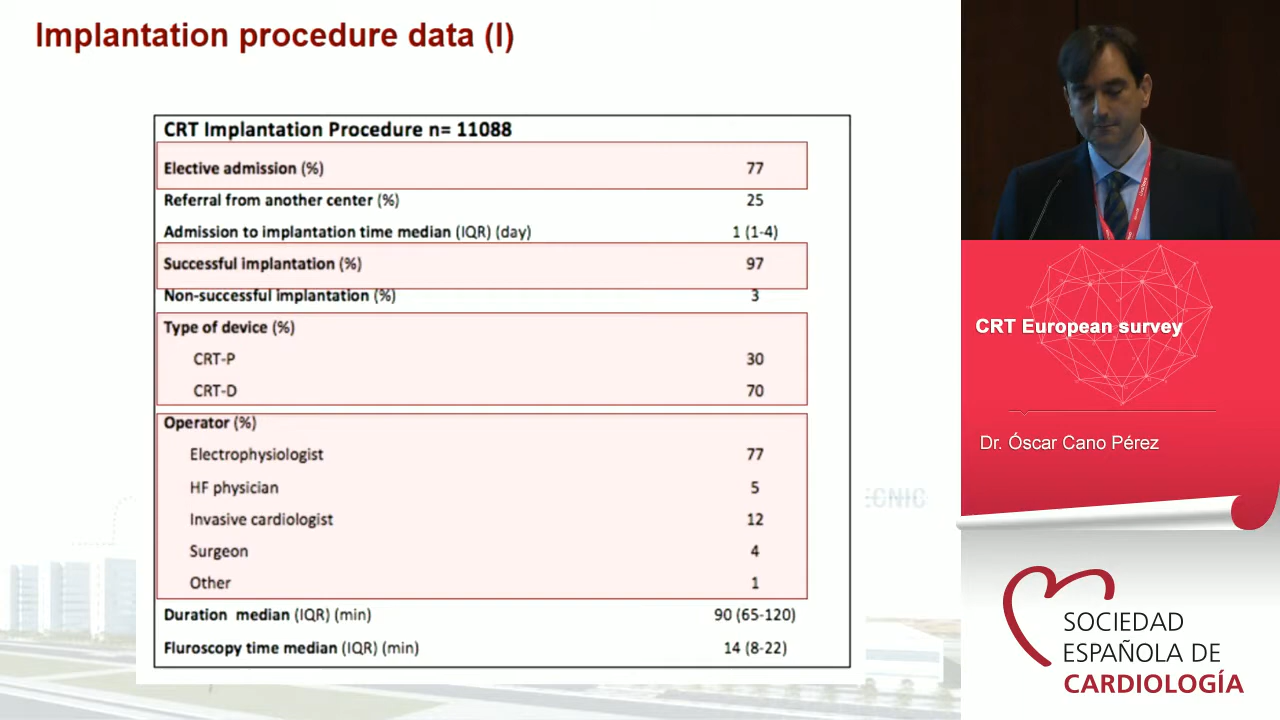 Implantation procedure data (I)
CRT Implantation Procedure n= 11088
Elective admission (%) 77
Referral from another center (%) 25
Admission to implantation time median (IQR) (day) 1 (1-4)
Successful implantation (%) 97
Non-successful implantation (%) 3
Type of device (%)
CRT-P 30
CRT-D 70
Operator (%)
Electrophysiologist 77
HF physician 5
Invasive cardiologist 12
Surgeon 4
Other 1
Duration median (IQR) (min) 90 (65-120)
Fluroscopy time median (IQR) (min) 14 (8-22)
CRT European survey
Dr. Óscar Cano Pérez
SOCIEDAD
ESPAÑOLA DE
CARDIOLOGÍA